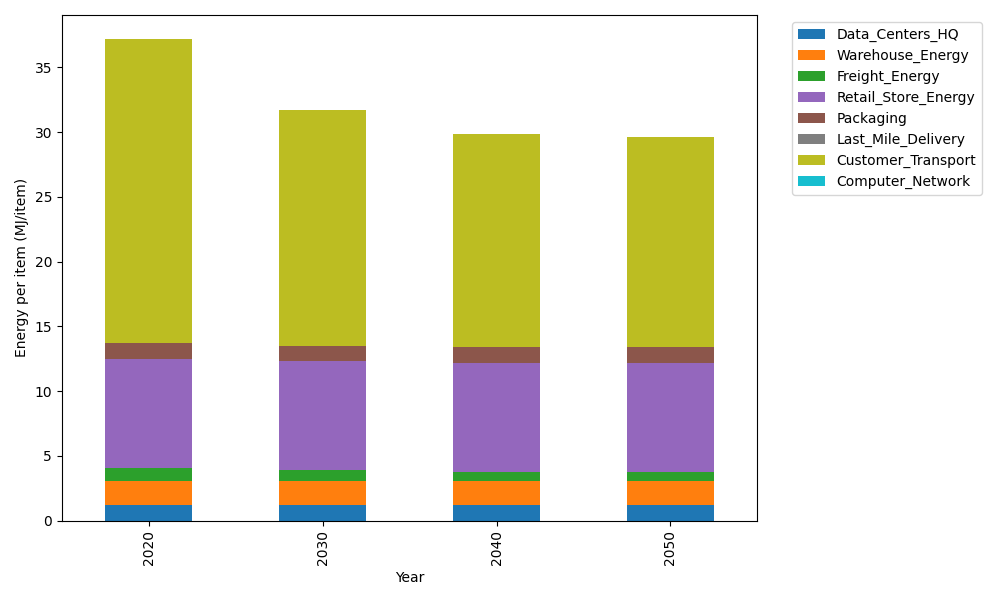 Energy per item (MJ/item)
35
30
25
20
15
10
5
0
2020
2030
2040
2050
Year
Data_Centers_HQ
Warehouse_Energy
Freight_Energy
Retail_Store_Energy
Packaging
Last_Mile_Delivery
Customer_Transport
Computer_Network